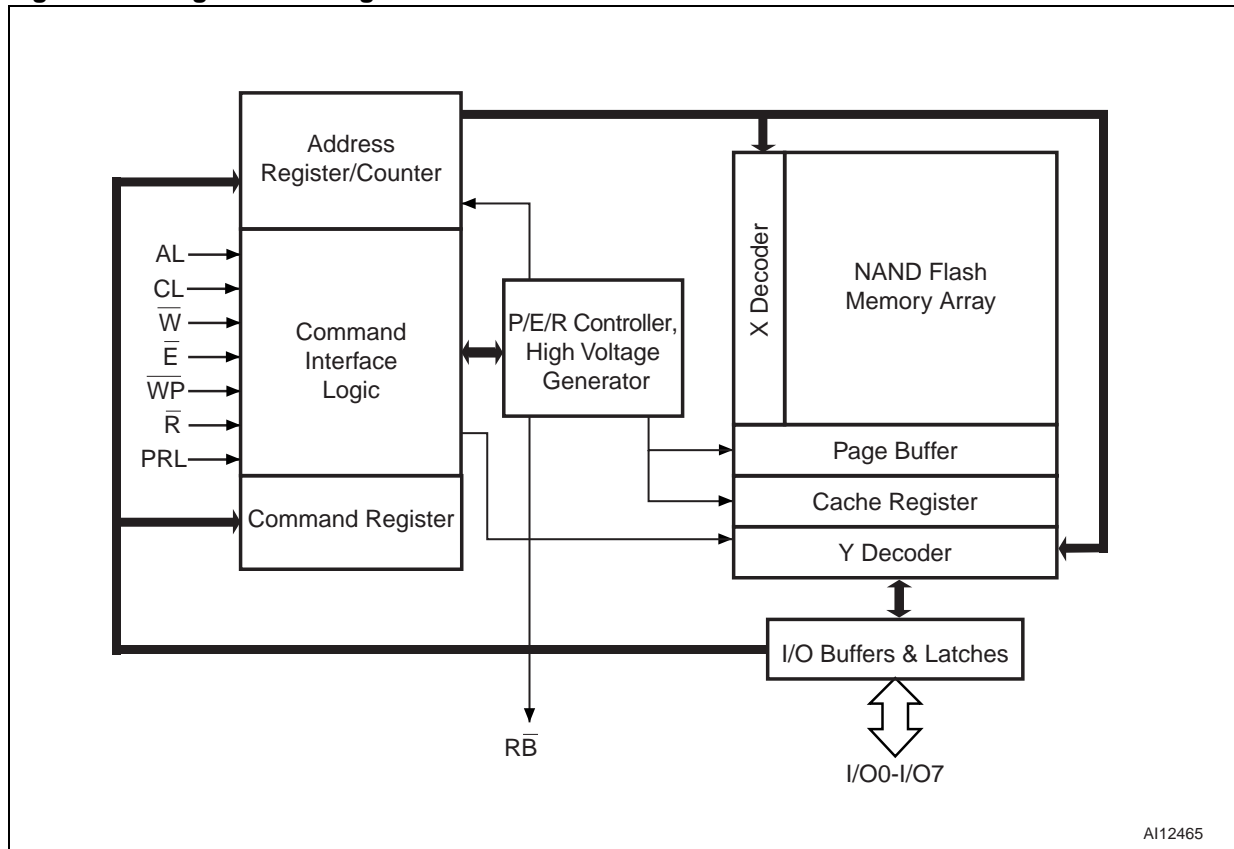 Address
Register/Counter
AL
CL
W̅
E̅
W̅P̅
R̅
PRL
Command
Interface
Logic
Command Register
P/E/R Controller,
High Voltage
Generator
RB̅
X Decoder
NAND Flash
Memory Array
Page Buffer
Cache Register
Y Decoder
I/O Buffers & Latches
I/O0-I/O7
AI12465